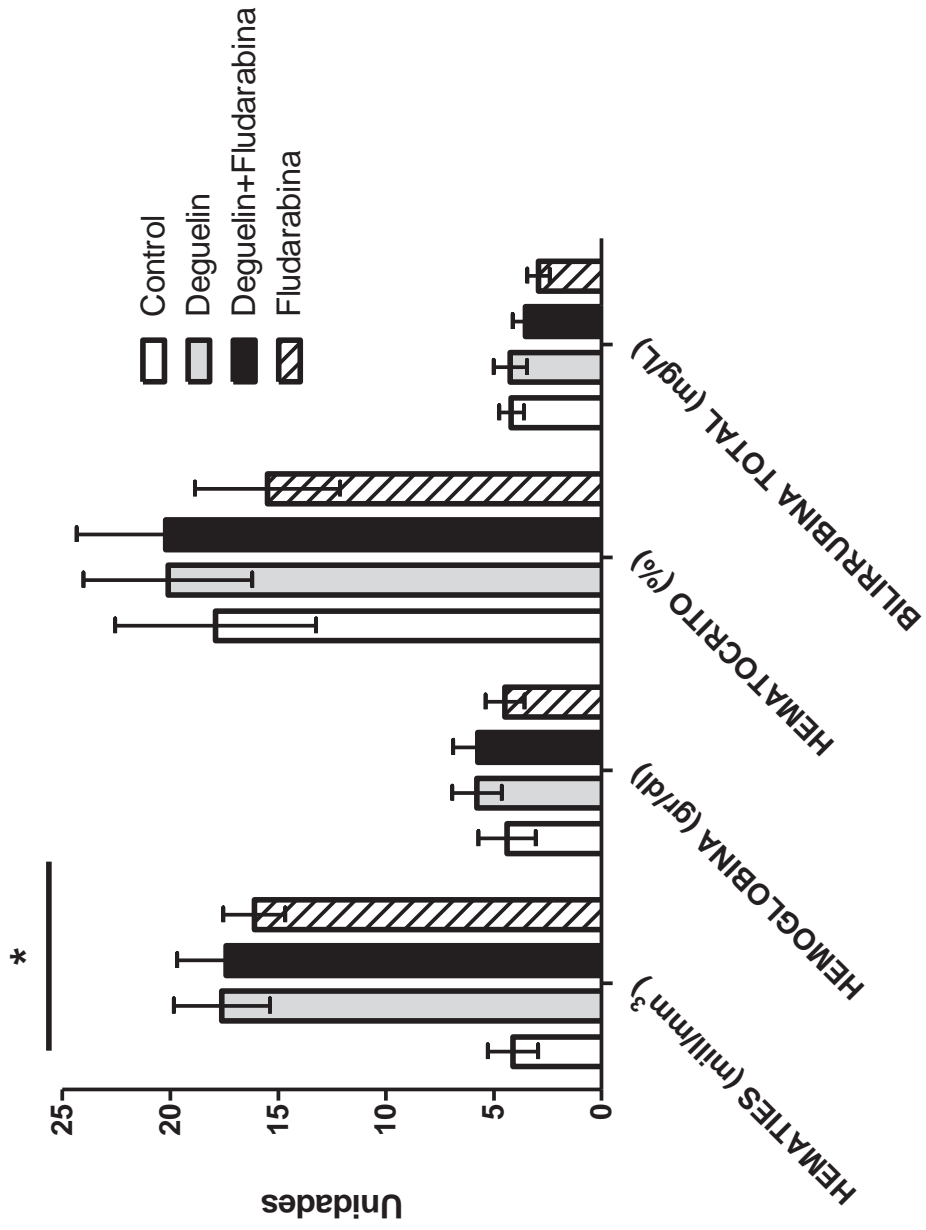 *
Control
Deguelin
Deguelin+Fludarabina
Fludarabina
Unidades
25
20
15
10
5
0
HEMATIES (mill/mm³)
HEMOGLOBINA (gr/dl)
HEMATOCRITO (%)
BILIRRUBINA TOTAL (mg/L)